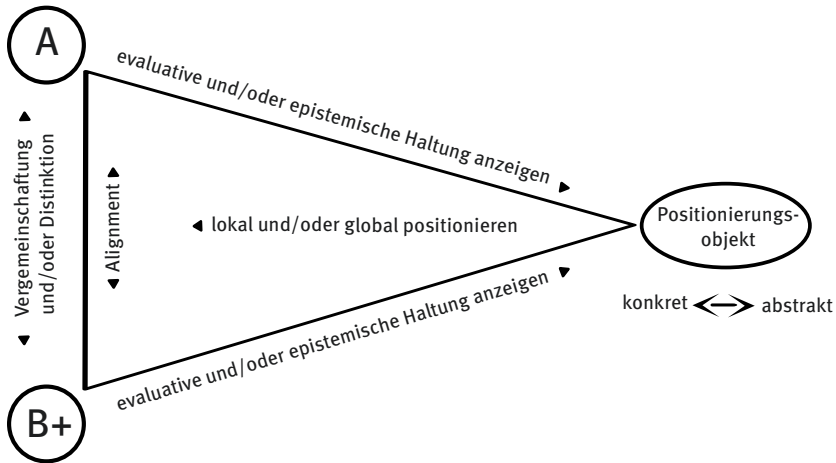 A
evaluative und/oder epistemische Haltung anzeigen
Vergemeinschaftung
und/oder Distinktion
Alignment
lokal und/oder global positionieren
Positionierungs-
objekt
konkret abstrakt
evaluative und/oder epistemische Haltung anzeigen
B+